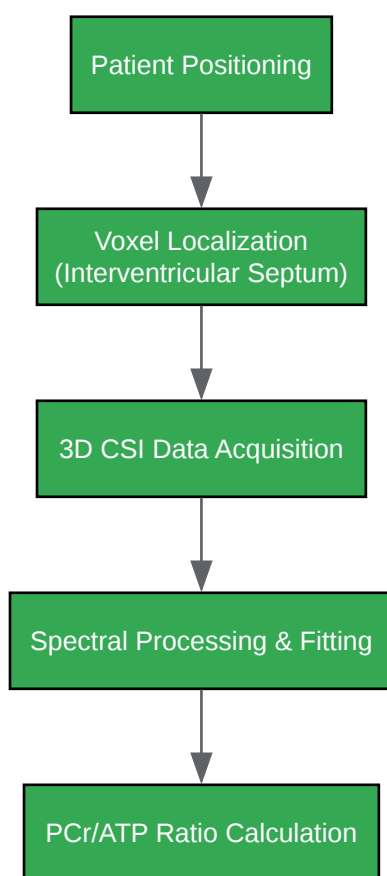 Patient Positioning
Voxel Localization
(Interventricular Septum)
3D CSI Data Acquisition
Spectral Processing & Fitting
PCr/ATP Ratio Calculation